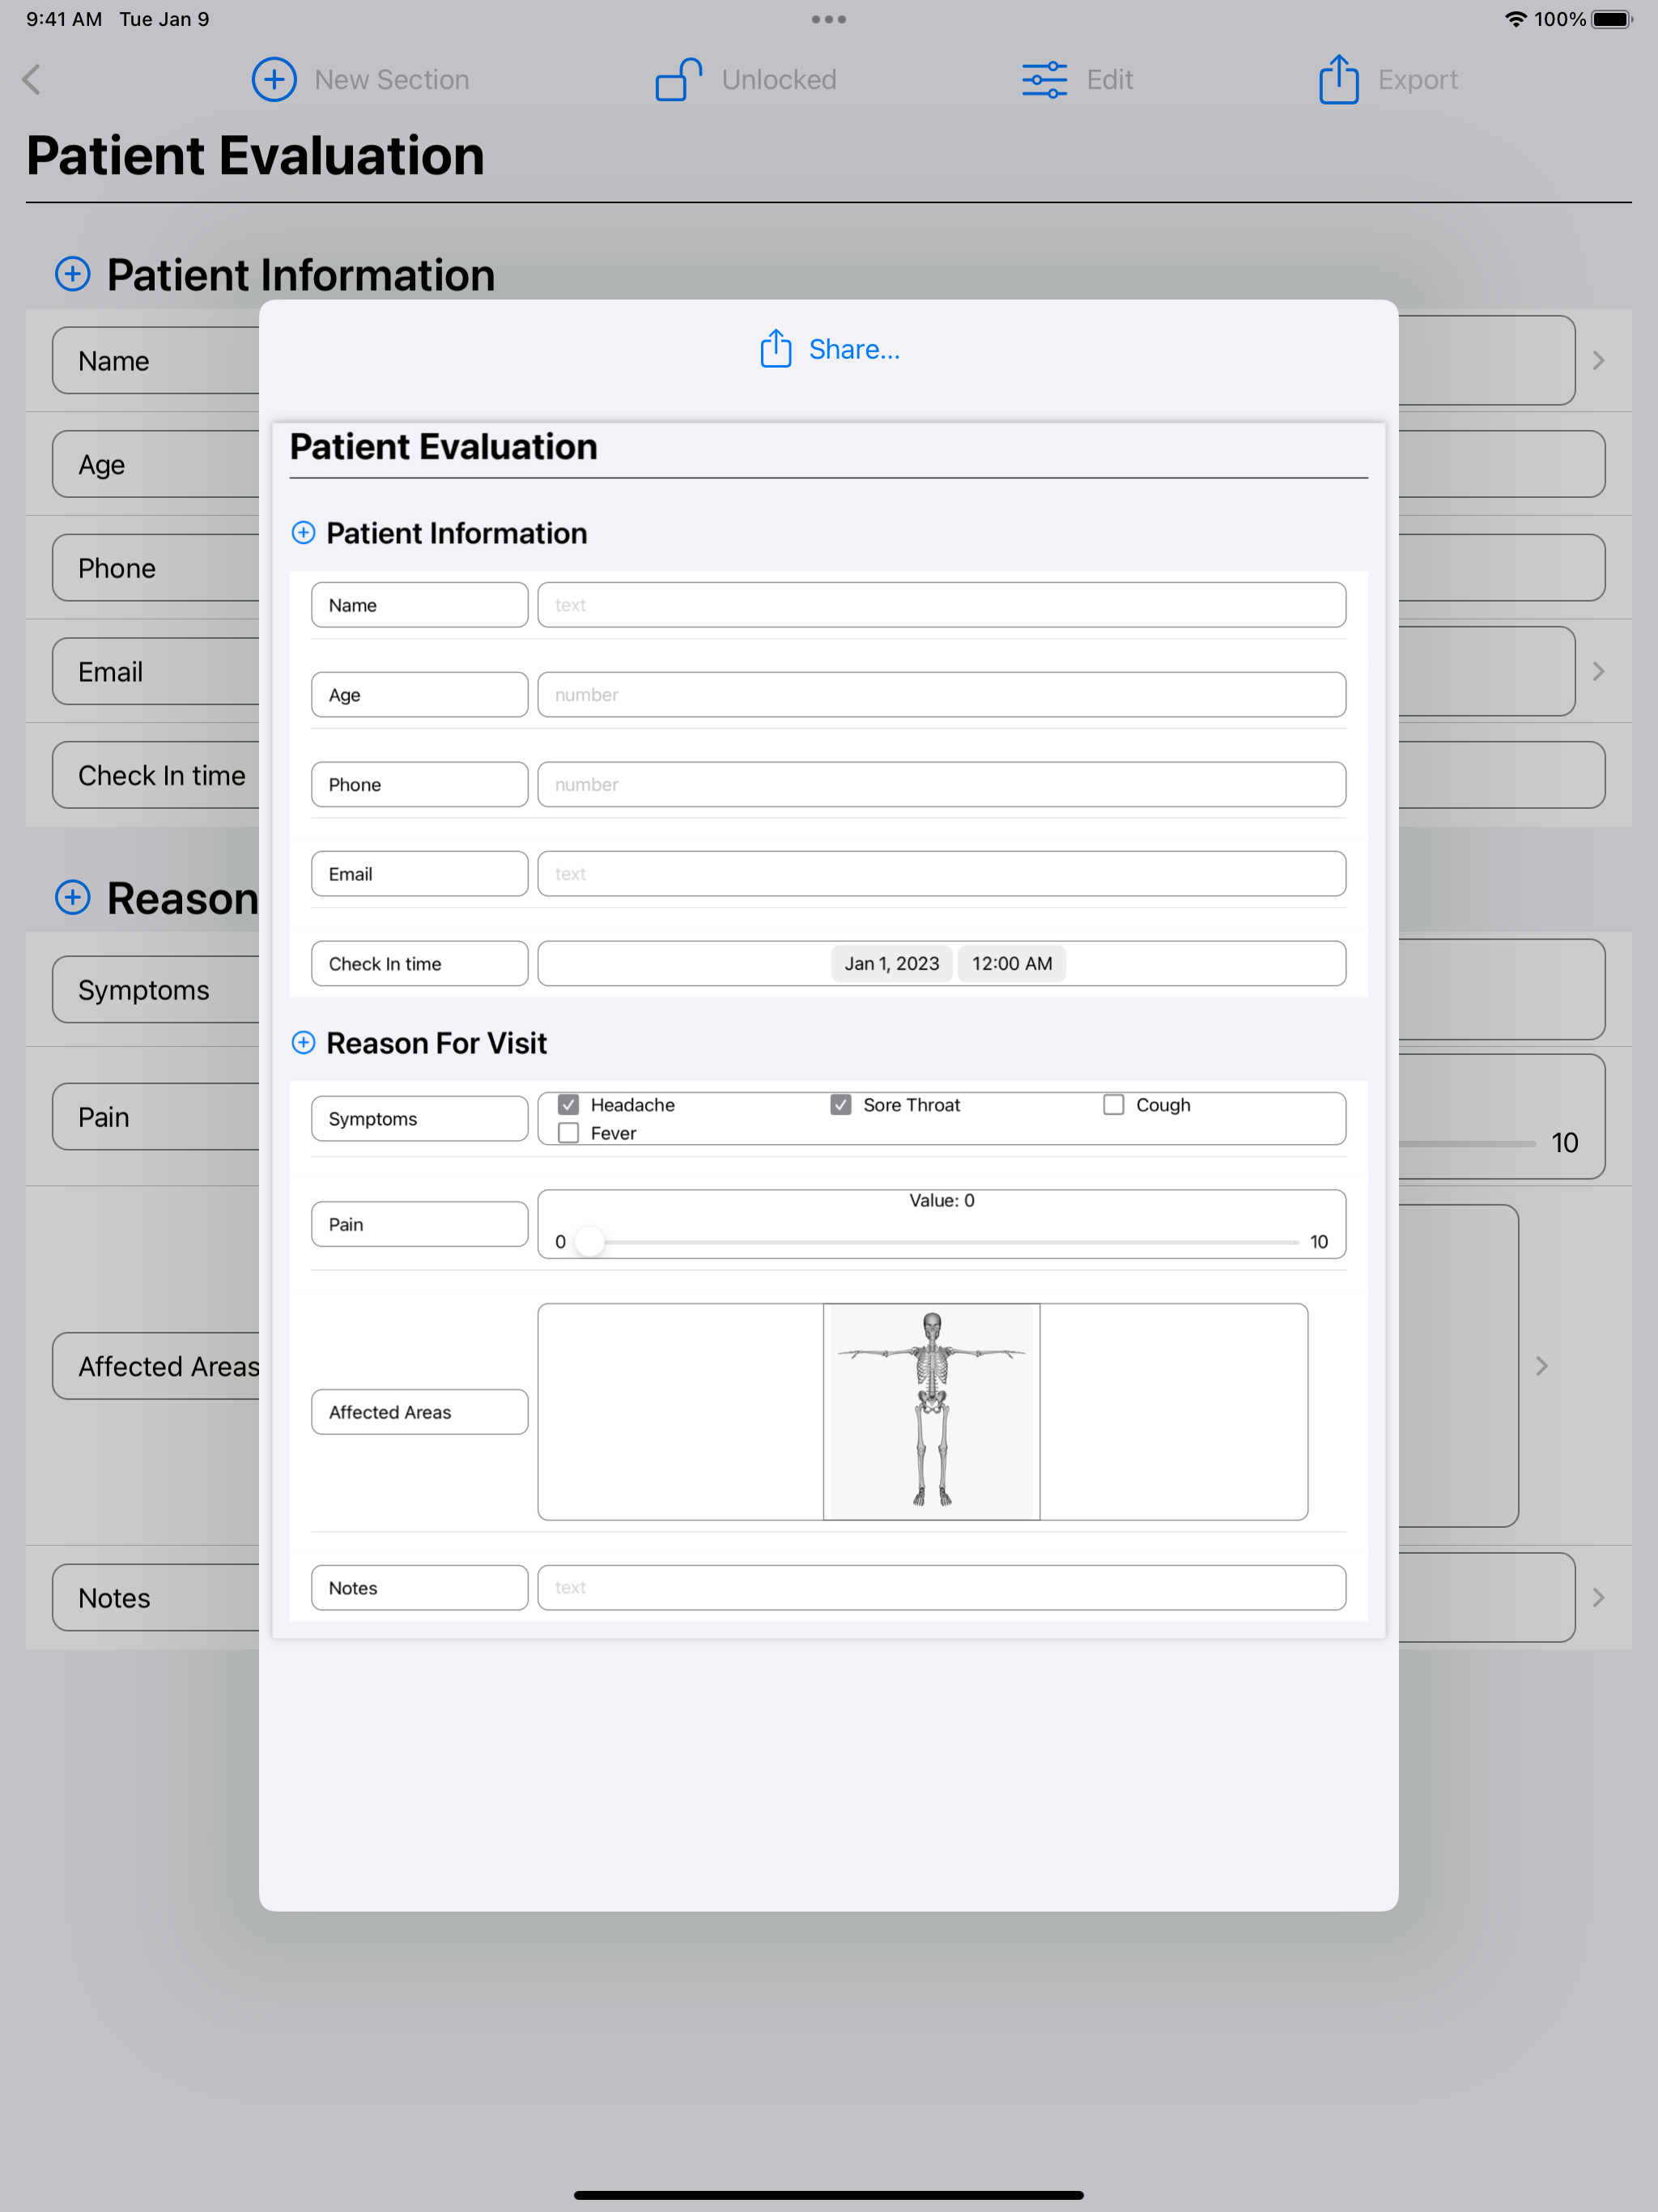 9:41 AM Tue Jan 9 100%
New Section Unlocked Edit Export
Patient Evaluation
Patient Information
Name
Age
Phone
Email
Check In time
Reason
Symptoms
Pain
10
Affected Areas
Notes
Share...
Patient Evaluation
Patient Information
Name text
Age number
Phone number
Email text
Check In time Jan 1, 2023 12:00 AM
Reason For Visit
Symptoms Headache Sore Throat Cough
Fever
Value: 0
Pain
0 10
Affected Areas
Notes text